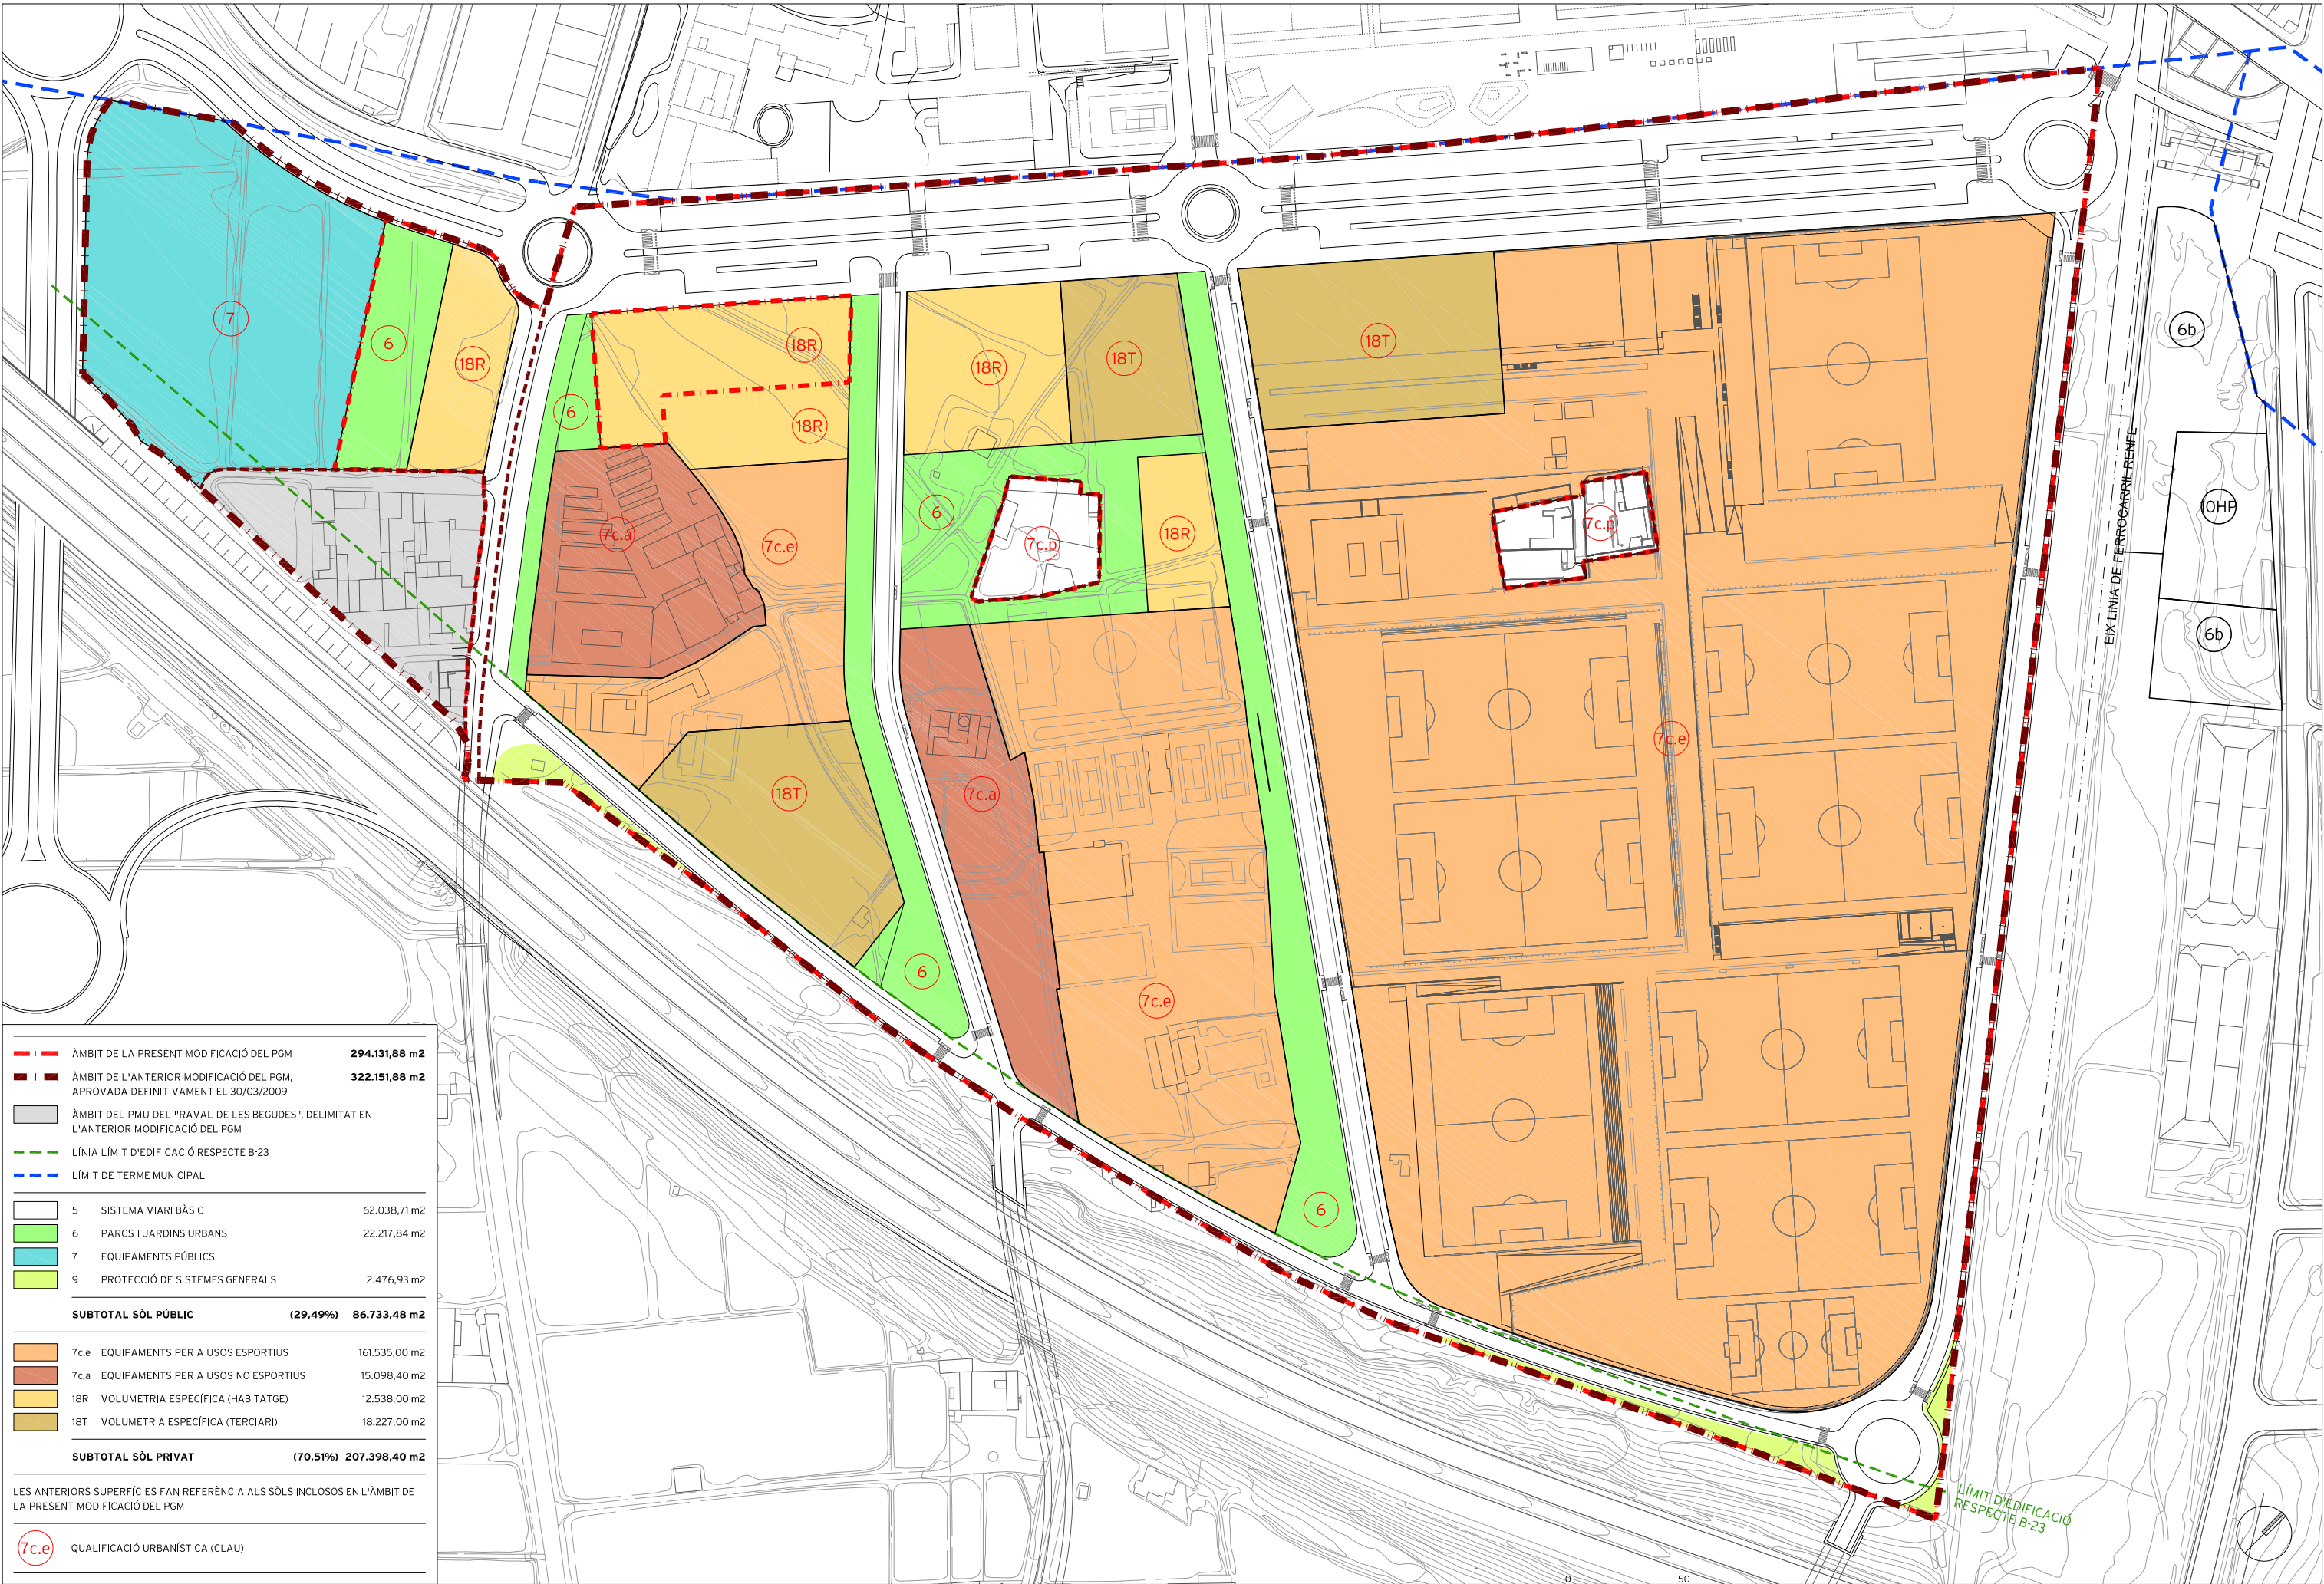 7
6
18R
18R
6
18R
18R
18T
18T
7c.a
7c.e
6
7c.p
18R
7c.p
18T
7c.a
7c.e
7c.e
6
6
6b
10HP
6b
EIX LINIA DE FERROCARRIL RENFE
LÍMIT D'EDIFICACIÓ
RESPECTE B-23
0 50
ÀMBIT DE LA PRESENT MODIFICACIÓ DEL PGM 294.131,88 m2
ÀMBIT DE L'ANTERIOR MODIFICACIÓ DEL PGM, 322.151,88 m2
APROVADA DEFINITIVAMENT EL 30/03/2009
ÀMBIT DEL PMU DEL "RAVAL DE LES BEGUDES", DELIMITAT EN
L'ANTERIOR MODIFICACIÓ DEL PGM
LÍNIA LÍMIT D'EDIFICACIÓ RESPECTE B-23
LÍMIT DE TERME MUNICIPAL
5 SISTEMA VIARI BÀSIC 62.038,71 m2
6 PARCS I JARDINS URBANS 22.217,84 m2
7 EQUIPAMENTS PÚBLICS
9 PROTECCIÓ DE SISTEMES GENERALS 2.476,93 m2
SUBTOTAL SÒL PÚBLIC (29,49%) 86.733,48 m2
7c.e EQUIPAMENTS PER A USOS ESPORTIUS 161.535,00 m2
7c.a EQUIPAMENTS PER A USOS NO ESPORTIUS 15.098,40 m2
18R VOLUMETRIA ESPECÍFICA (HABITATGE) 12.538,00 m2
18T VOLUMETRIA ESPECÍFICA (TERCIARI) 18.227,00 m2
SUBTOTAL SÒL PRIVAT (70,51%) 207.398,40 m2
LES ANTERIORS SUPERFÍCIES FAN REFERÈNCIA ALS SÒLS INCLOSOS EN L'ÀMBIT DE
LA PRESENT MODIFICACIÓ DEL PGM
7c.e QUALIFICACIÓ URBANÍSTICA (CLAU)